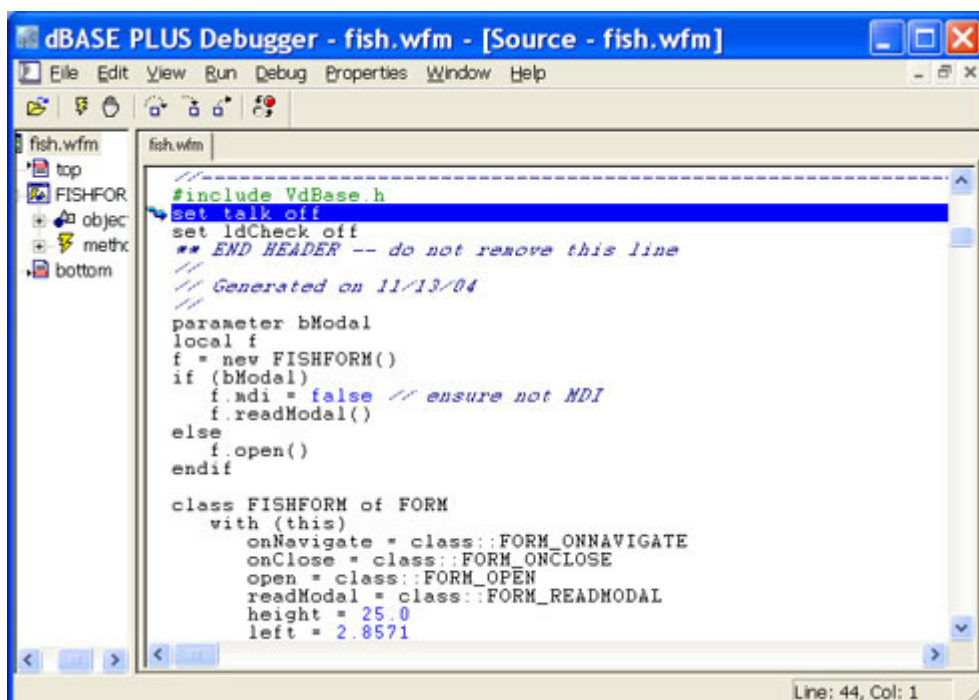 dBASE PLUS Debugger - fish.wfm - [Source - fish.wfm]
File Edit View Run Debug Properties Window Help
fish.wfm
top
FISHFOR
objec
methc
bottom
fish.wfm
//--------------------------------------------------------------
#include VdBase.h
set talk off
set ldCheck off
** END HEADER -- do not remove this line
//
// Generated on 11/13/04
//
parameter bModal
local f
f = new FISHFORM()
if (bModal)
f.mdi = false // ensure not MDI
f.readModal()
else
f.open()
endif
class FISHFORM of FORM
with (this)
onNavigate = class::FORM_ONNAVIGATE
onClose = class::FORM_ONCLOSE
open = class::FORM_OPEN
readModal = class::FORM_READMODAL
height = 25.0
left = 2.8571
Line: 44, Col: 1